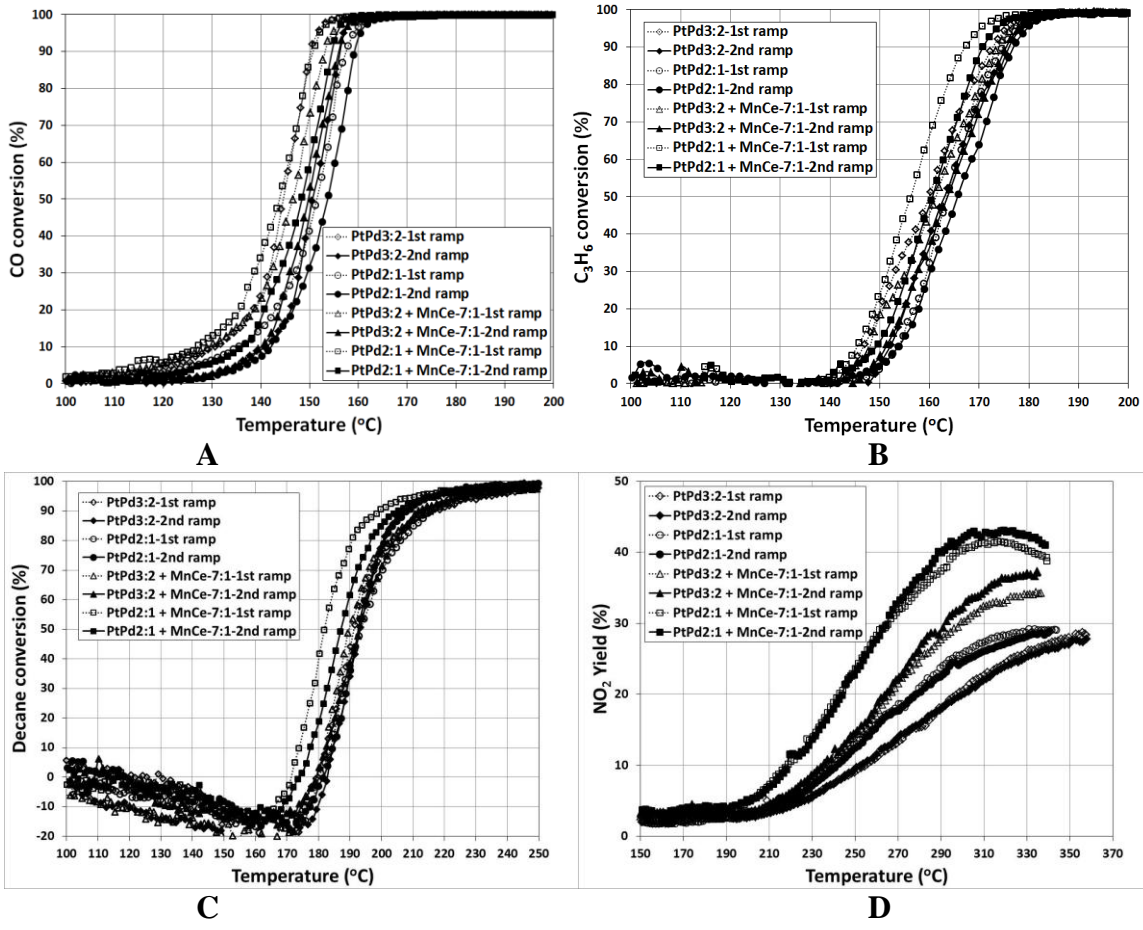 CO conversion (%)
100
90
80
70
60
50
40
30
20
10
0
PtPd3:2-1st ramp
PtPd3:2-2nd ramp
PtPd2:1-1st ramp
PtPd2:1-2nd ramp
PtPd3:2 + MnCe-7:1-1st ramp
PtPd3:2 + MnCe-7:1-2nd ramp
PtPd2:1 + MnCe-7:1-1st ramp
PtPd2:1 + MnCe-7:1-2nd ramp
100 110 120 130 140 150 160 170 180 190 200
Temperature (°C)
A
C3H6 conversion (%)
100
90
80
70
60
50
40
30
20
10
0
PtPd3:2-1st ramp
PtPd3:2-2nd ramp
PtPd2:1-1st ramp
PtPd2:1-2nd ramp
PtPd3:2 + MnCe-7:1-1st ramp
PtPd3:2 + MnCe-7:1-2nd ramp
PtPd2:1 + MnCe-7:1-1st ramp
PtPd2:1 + MnCe-7:1-2nd ramp
100 110 120 130 140 150 160 170 180 190 200
Temperature (°C)
B
Decane conversion (%)
100
90
80
70
60
50
40
30
20
10
0
-10
-20
PtPd3:2-1st ramp
PtPd3:2-2nd ramp
PtPd2:1-1st ramp
PtPd2:1-2nd ramp
PtPd3:2 + MnCe-7:1-1st ramp
PtPd3:2 + MnCe-7:1-2nd ramp
PtPd2:1 + MnCe-7:1-1st ramp
PtPd2:1 + MnCe-7:1-2nd ramp
100 110 120 130 140 150 160 170 180 190 200 210 220 230 240 250
Temperature (°C)
C
NO2 Yield (%)
50
40
30
20
10
0
PtPd3:2-1st ramp
PtPd3:2-2nd ramp
PtPd2:1-1st ramp
PtPd2:1-2nd ramp
PtPd3:2 + MnCe-7:1-1st ramp
PtPd3:2 + MnCe-7:1-2nd ramp
PtPd2:1 + MnCe-7:1-1st ramp
PtPd2:1 + MnCe-7:1-2nd ramp
150 170 190 210 230 250 270 290 310 330 350 370
Temperature (°C)
D